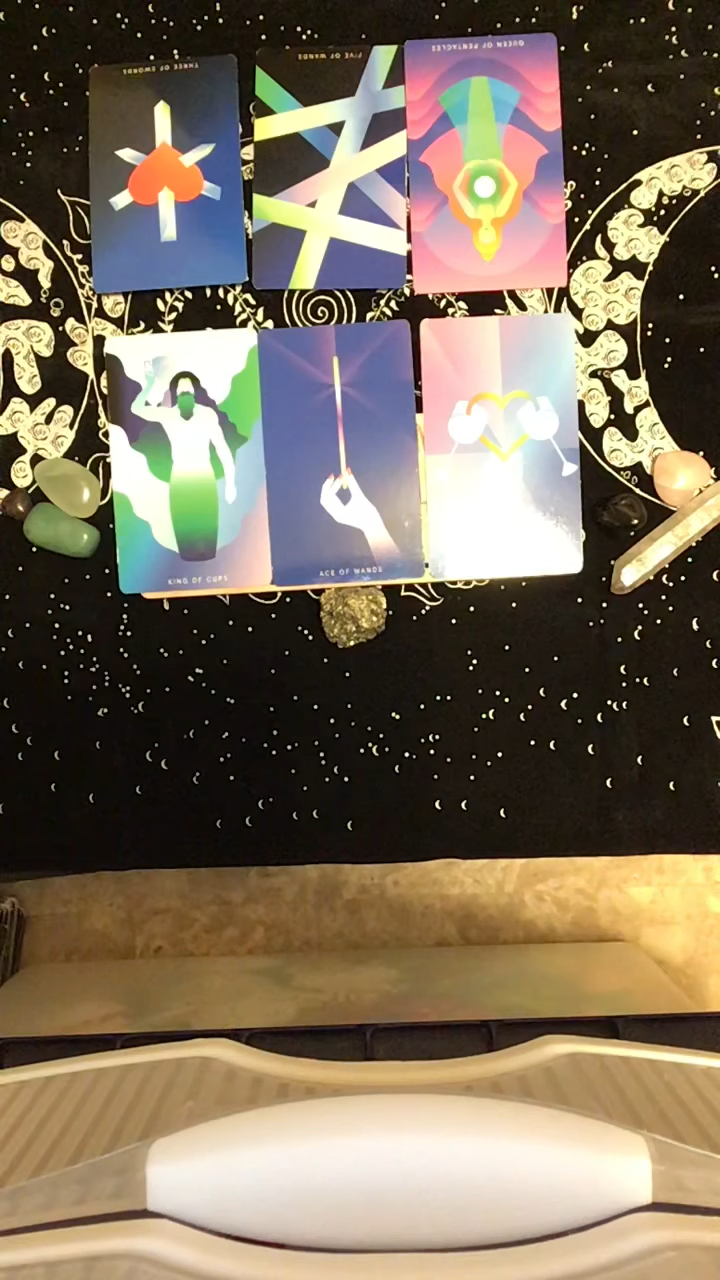 THREE OF SWORDS
FIVE OF WANDS
QUEEN OF PENTACLES
KING OF CUPS
ACE OF WANDS